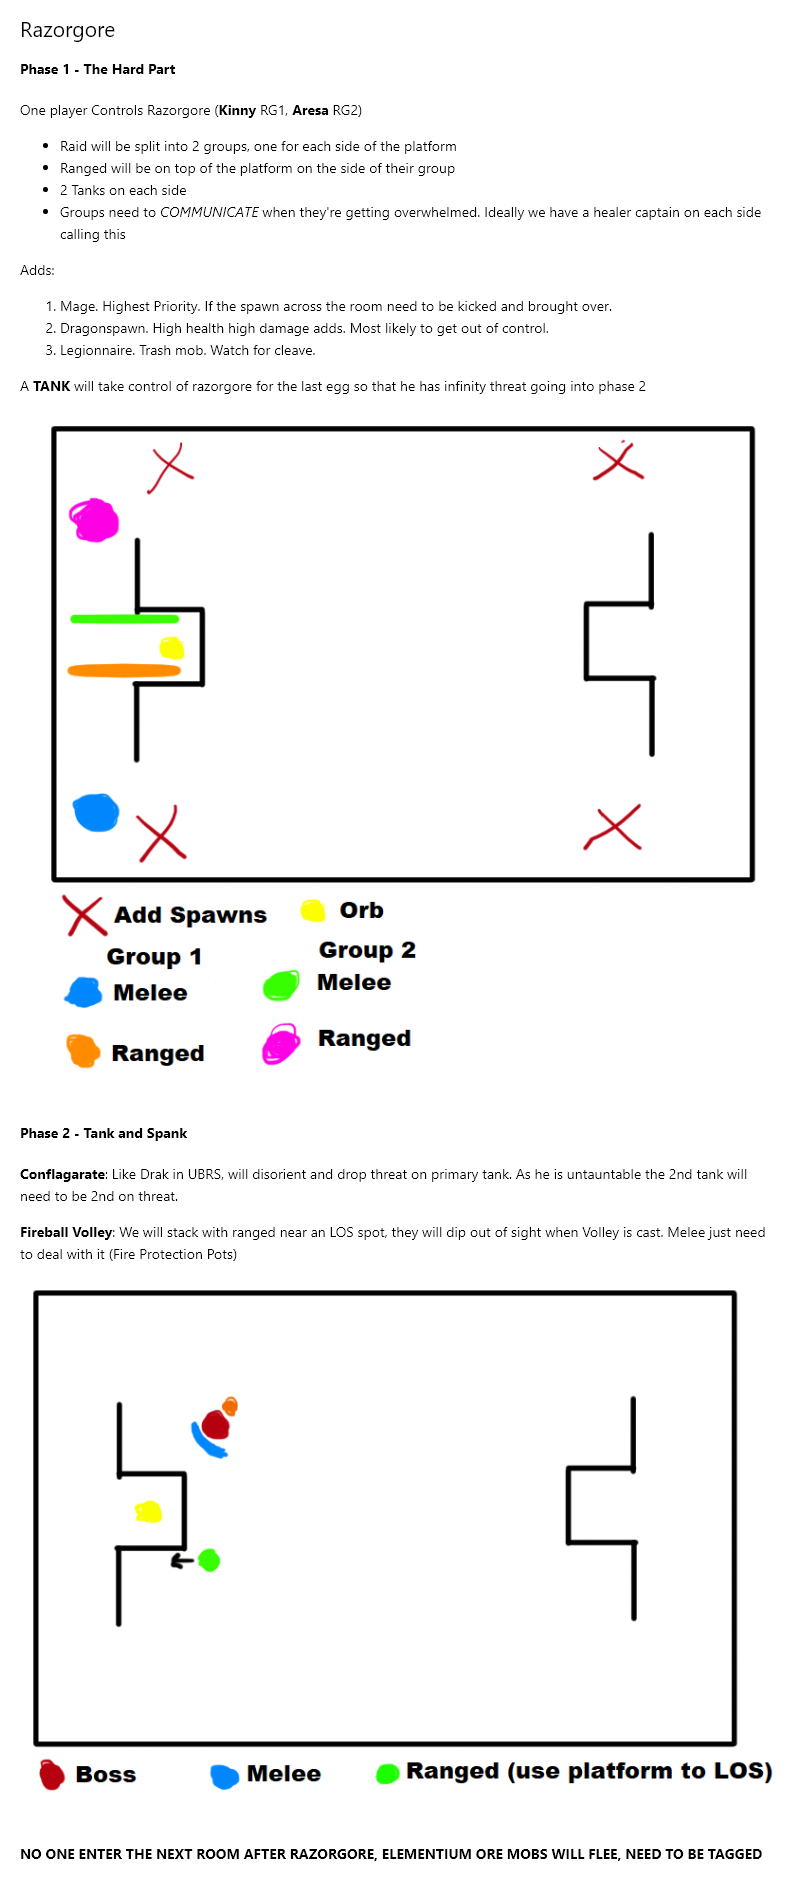 Razorgore
Phase 1 - The Hard Part
One player Controls Razorgore (Kinny RG1, Aresa RG2)
• Raid will be split into 2 groups, one for each side of the platform
• Ranged will be on top of the platform on the side of their group
• 2 Tanks on each side
• Groups need to COMMUNICATE when they're getting overwhelmed. Ideally we have a healer captain on each side
calling this
Adds:
1. Mage. Highest Priority. If the spawn across the room need to be kicked and brought over.
2. Dragonspawn. High health high damage adds. Most likely to get out of control.
3. Legionnaire. Trash mob. Watch for cleave.
A TANK will take control of razorgore for the last egg so that he has infinity threat going into phase 2
Add Spawns
Orb
Group 1
Group 2
Melee
Melee
Ranged
Ranged
Phase 2 - Tank and Spank
Conflagarate: Like Drak in UBRS, will disorient and drop threat on primary tank. As he is untauntable the 2nd tank will
need to be 2nd on threat.
Fireball Volley: We will stack with ranged near an LOS spot, they will dip out of sight when Volley is cast. Melee just need
to deal with it (Fire Protection Pots)
Boss
Melee
Ranged (use platform to LOS)
NO ONE ENTER THE NEXT ROOM AFTER RAZORGORE, ELEMENTIUM ORE MOBS WILL FLEE, NEED TO BE TAGGED